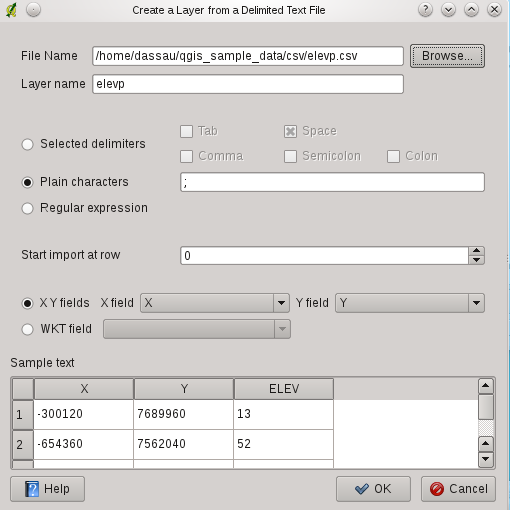 Create a Layer from a Delimited Text File
File Name /home/dassau/qgis_sample_data/csv/elevp.csv Browse...
Layer name elevp
Selected delimiters Tab Space
Comma Semicolon Colon
Plain characters ;
Regular expression
Start import at row 0
X Y fields X field X Y field Y
WKT field
Sample text
X Y ELEV
1 -300120 7689960 13
2 -654360 7562040 52
Help OK Cancel